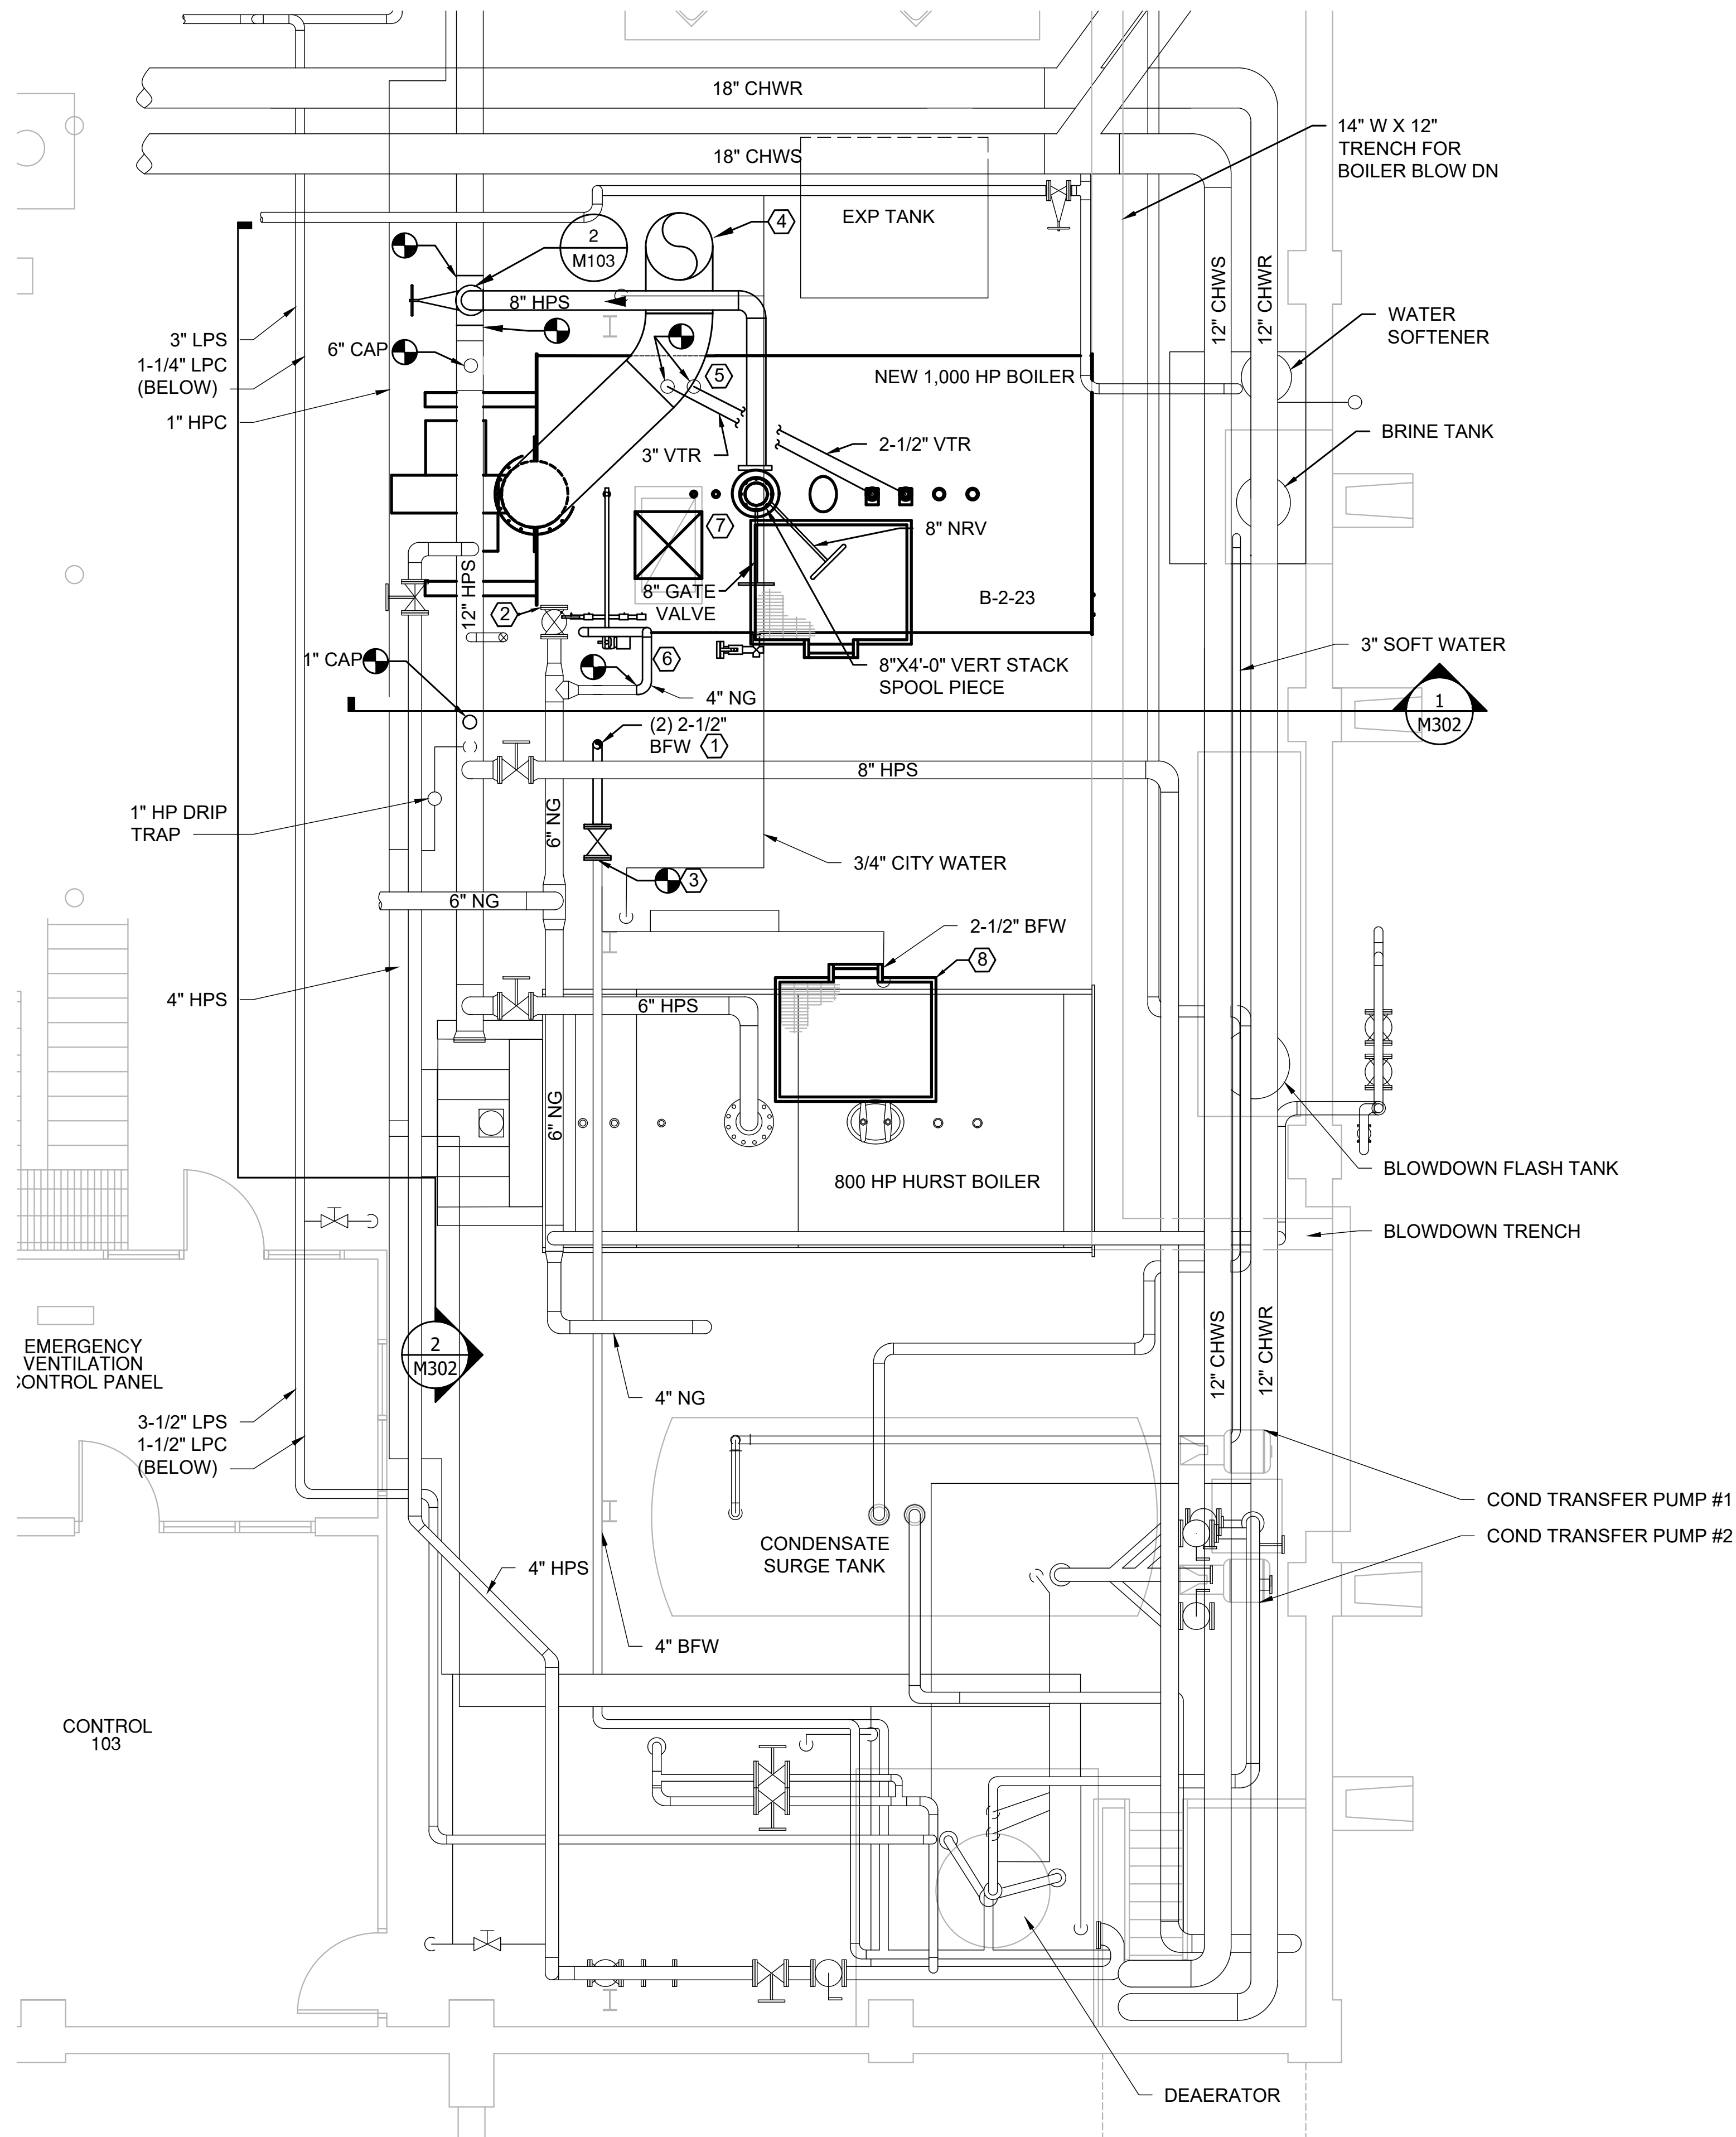 18" CHWR
14" W X 12"
TRENCH FOR
BOILER BLOW DN
18" CHWS
EXP TANK
4
2
M103
12" CHWS
12" CHWR
8" HPS
WATER
SOFTENER
3" LPS
1-1/4" LPC
(BELOW)
6" CAP
5
NEW 1,000 HP BOILER
1" HPC
BRINE TANK
3" VTR
2-1/2" VTR
7
8" NRV
12" HPS
8" GATE
VALVE
B-2-23
2
3" SOFT WATER
1" CAP
6
8"X4'-0" VERT STACK
SPOOL PIECE
4" NG
1
M302
(2) 2-1/2"
BFW
1
8" HPS
1" HP DRIP
TRAP
6" NG
3/4" CITY WATER
3
6" NG
2-1/2" BFW
8
4" HPS
6" HPS
6" NG
BLOWDOWN FLASH TANK
800 HP HURST BOILER
BLOWDOWN TRENCH
EMERGENCY
VENTILATION
CONTROL PANEL
2
M302
12" CHWS
12" CHWR
4" NG
3-1/2" LPS
1-1/2" LPC
(BELOW)
COND TRANSFER PUMP #1
COND TRANSFER PUMP #2
CONDENSATE
SURGE TANK
4" HPS
4" BFW
CONTROL
103
DEAERATOR